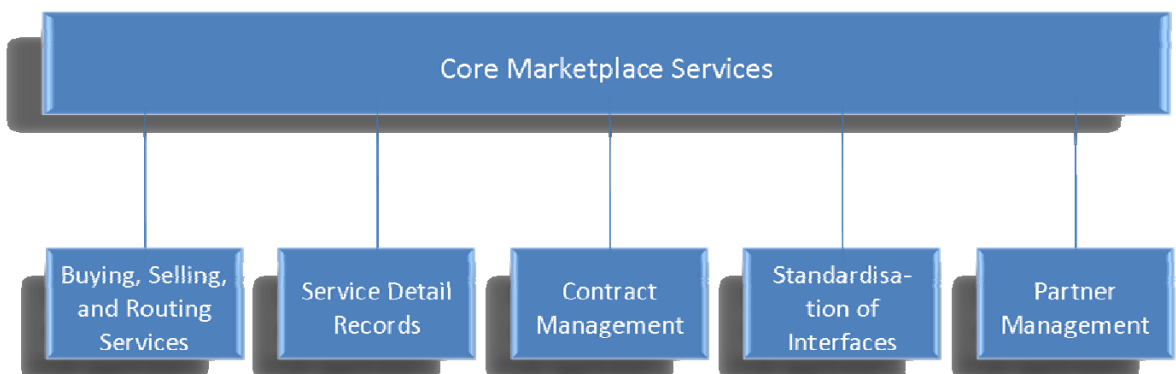 Core Marketplace Services
Buying, Selling,
and Routing
Services
Service Detail
Records
Contract
Management
Standardisa-
tion of
Interfaces
Partner
Management